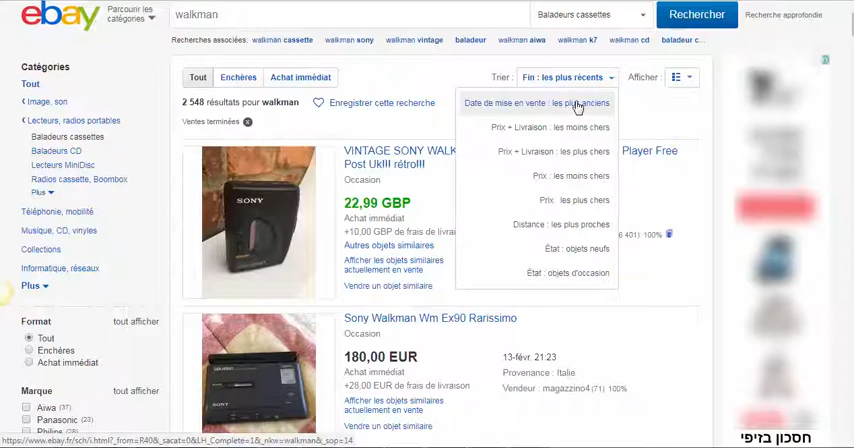 ebay
Parcourir les
catégories
walkman
Baladeurs cassettes
Rechercher
Recherche approfondie
Recherches associées: walkman cassette walkman sony walkman vintage baladeur walkman aiwa walkman k7 walkman cd baladeur c...
Catégories
Tout
Image, son
Lecteurs, radios portables
Baladeurs cassettes
Baladeurs CD
Lecteurs MiniDisc
Radios cassettes, Boombox
Plus
Téléphonie, mobilité
Musique, CD, vinyles
Collections
Informatique, réseaux
Plus
Format
tout afficher
Tout
Enchères
Achat immédiat
Marque
tout afficher
Aiwa (37)
Panasonic (23)
Philips
Tout Enchères Achat immédiat
Trier : Fin : les plus récents
Afficher :
2 548 résultats pour walkman
Enregistrer cette recherche
Ventes terminées
Date de mise en vente : les plus anciens
Prix + Livraison : les moins chers
Prix + Livraison : les plus chers
Prix : les moins chers
Prix les plus chers
Distance : les plus proches
État : objets neufs
État : objets d'occasion
SONY
VINTAGE SONY WALK
Player Free
Post Uk!!! rétro!!!
Occasion
22,99 GBP
Achat immédiat
+10,00 GBP de frais de livra
6 401) 100%
Autres objets similaires
Afficher les objets similaires
actuellement en vente
Vendre un objet similaire
Sony Walkman Wm Ex90 Rarissimo
Occasion
180,00 EUR
13-févr. 21:23
Achat immédiat
Provenance : Italie
+28,00 EUR de frais de livraison
Vendeur : magazzino4 (71) 100%
Afficher les objets similaires
actuellement en vente
Vendre un objet similaire
https://www.ebay.fr/sch/i.html?_from=R40&_sacat=0&LH_Complete=1&_nkw=walkman&_sop=14
חסכון בזיפי